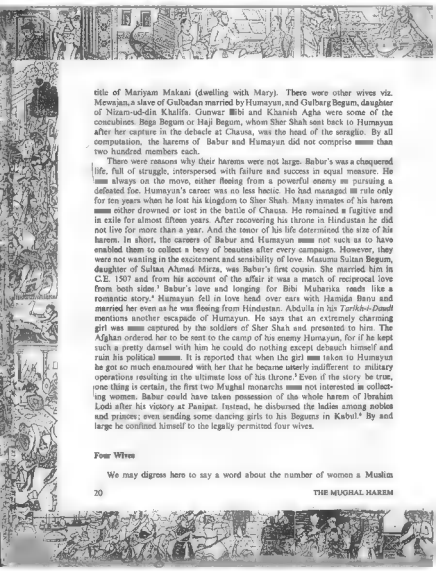 title of Mariyam Makani (dwelling with Mary). There were other wives viz.
Mewajan, a slave of Gulbadan married by Humayun, and Gulbarg Begum, daughter
of Nizam-ud-din Khalifa. Gunwar Bibi and Khanish Agha were some of the
concubines. Bega Begum or Haji Begum, whom Sher Shah sent back to Humayun
after her capture in the debacle at Chausa, was the head of the seraglio. By all
computation, the harems of Babur and Humayun did not comprise than
two hundred members each.
There were reasons why their harems were not large. Babur's was a chequered
life, full of struggle, interspersed with failure and success in equal measure. He
always on the move, either fleeing from a powerful enemy pursuing a
defeated foe. Humayun's career was no less hectic. He had managed rule only
for ten years when he lost his kingdom to Sher Shah. Many inmates of his harem
either drowned or lost in the battle of Chausa. He remained a fugitive and
in exile for almost fifteen years. After recovering his throne in Hindustan he did
not live for more than a year. And the tenor of his life determined the size of his
harem. In short, the careers of Babur and Humayun not such as to have
enabled them to collect a bevy of beauties after every campaign. However, they
were not wanting in the excitement and sensibility of love. Masumu Sultan Begum,
daughter of Sultan Ahmad Mirza, was Babur's first cousin. She married him in
C.E. 1507 and from his account of the affair it was a match of reciprocal love
from both sides. Babur's love and longing for Bibi Mubarika reads like a
romantic story. Humayun fell in love head over ears with Hamida Banu and
married her even as he was fleeing from Hindustan. Abdulla in his Tarikh-i-Daudi
mentions another escapade of Humayun. He says that an extremely charming
girl was captured by the soldiers of Sher Shah and presented to him. The
Afghan ordered her to be sent to the camp of his enemy Humayun, for if he kept
such a pretty damsel with him he could do nothing except debauch himself and
ruin his political . It is reported that when the girl taken to Humayun
he got so much enamoured with her that he became utterly indifferent to military
operations resulting in the ultimate loss of his throne.⁵ Even if the story be true,
one thing is certain, the first two Mughal monarchs not interested collect-
ing women. Babur could have taken possession of the whole harem of Ibrahim
Lodi after his victory at Panipat. Instead, he disbursed the ladies among nobles
and princes; even sending some dancing girls to his Begums in Kabul.⁶ By and
large he confined himself to the legally permitted four wives.
Four Wives
We may digress here to say a word about the number of women a Muslim
20 THE MUGHAL HAREM